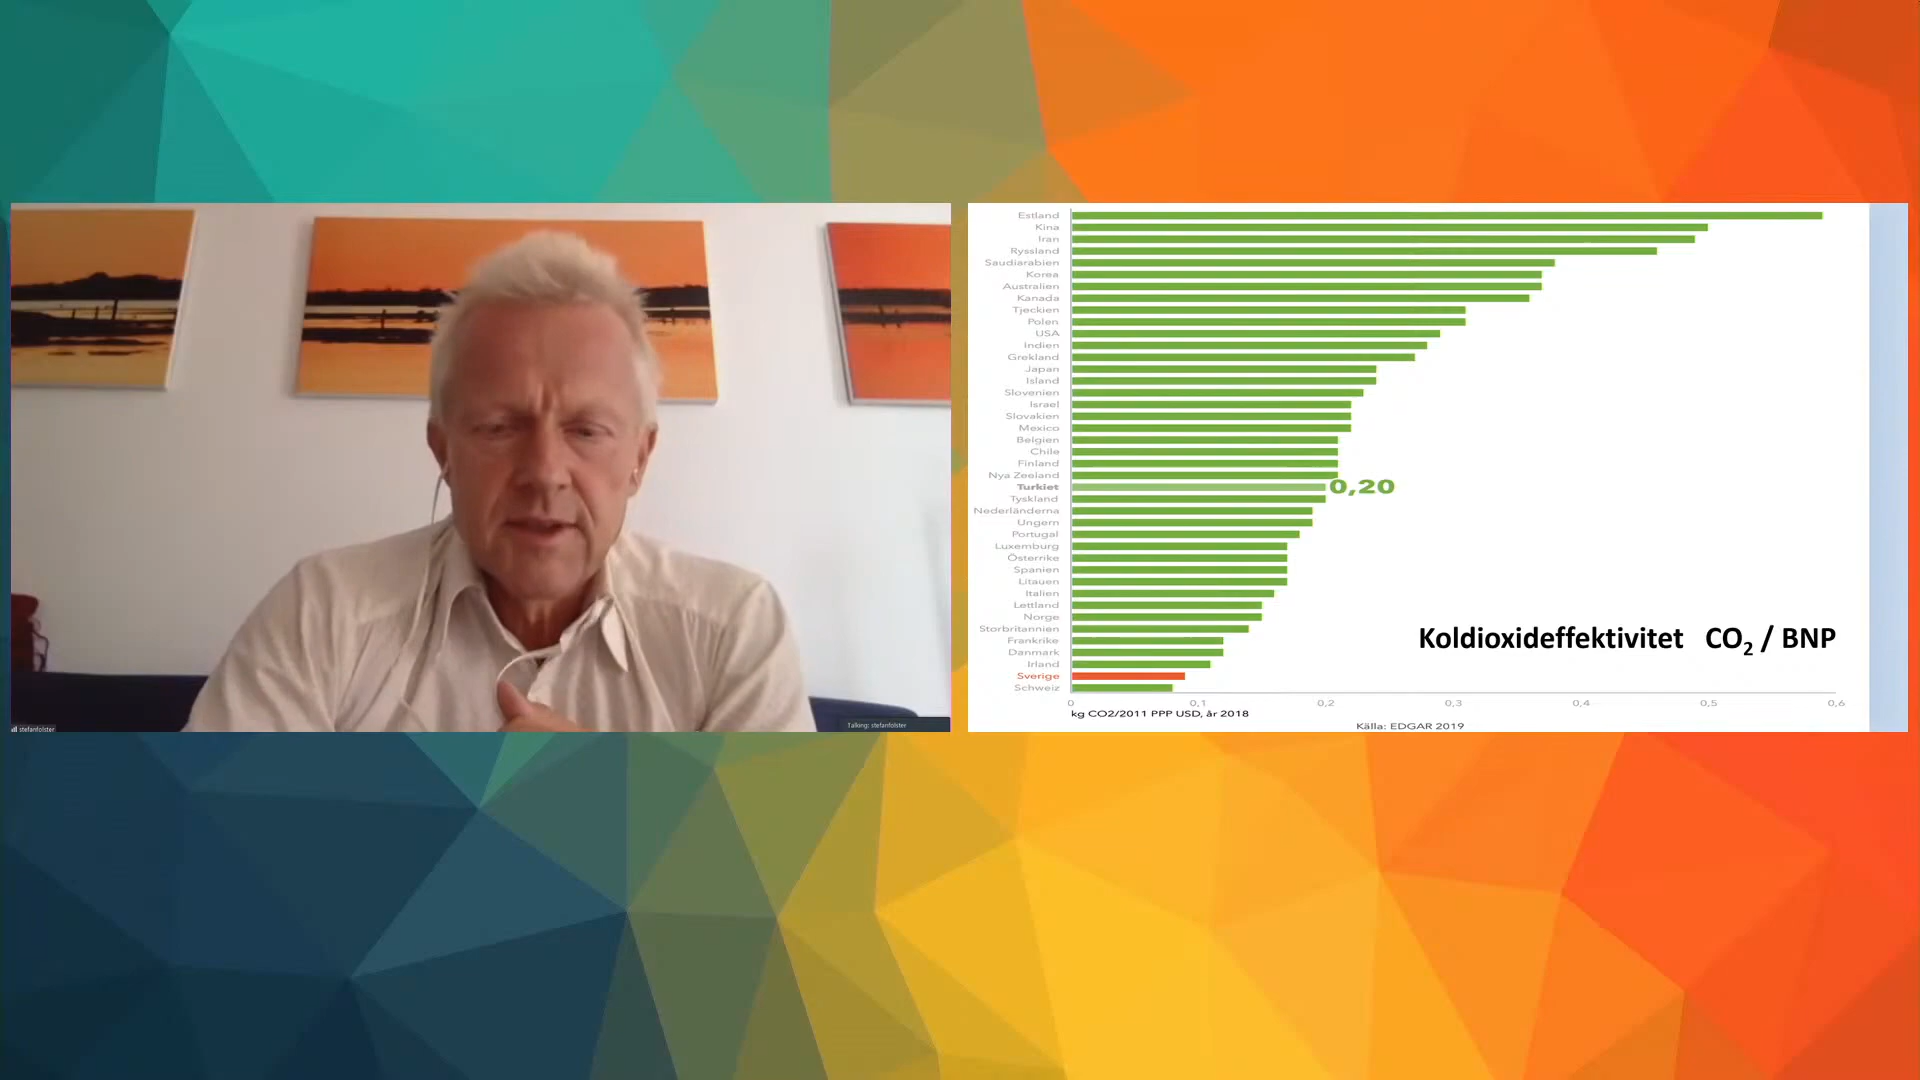 stefanfolster
Talking: stefanfolster
Estland
Kina
Iran
Ryssland
Saudiarabien
Korea
Australien
Kanada
Tjeckien
Polen
USA
Indien
Grekland
Japan
Island
Slovenien
Israel
Slovakien
Mexico
Belgien
Chile
Finland
Nya Zeeland
Turkiet 0,20
Tyskland
Nederländerna
Ungern
Portugal
Luxemburg
Österrike
Spanien
Litauen
Italien
Lettland
Norge
Storbritannien
Frankrike
Danmark
Irland
Sverige
Schweiz
Koldioxideffektivitet CO2 / BNP
0 0,1 0,2 0,3 0,4 0,5 0,6
kg CO2/2011 PPP USD, år 2018
Källa: EDGAR 2019